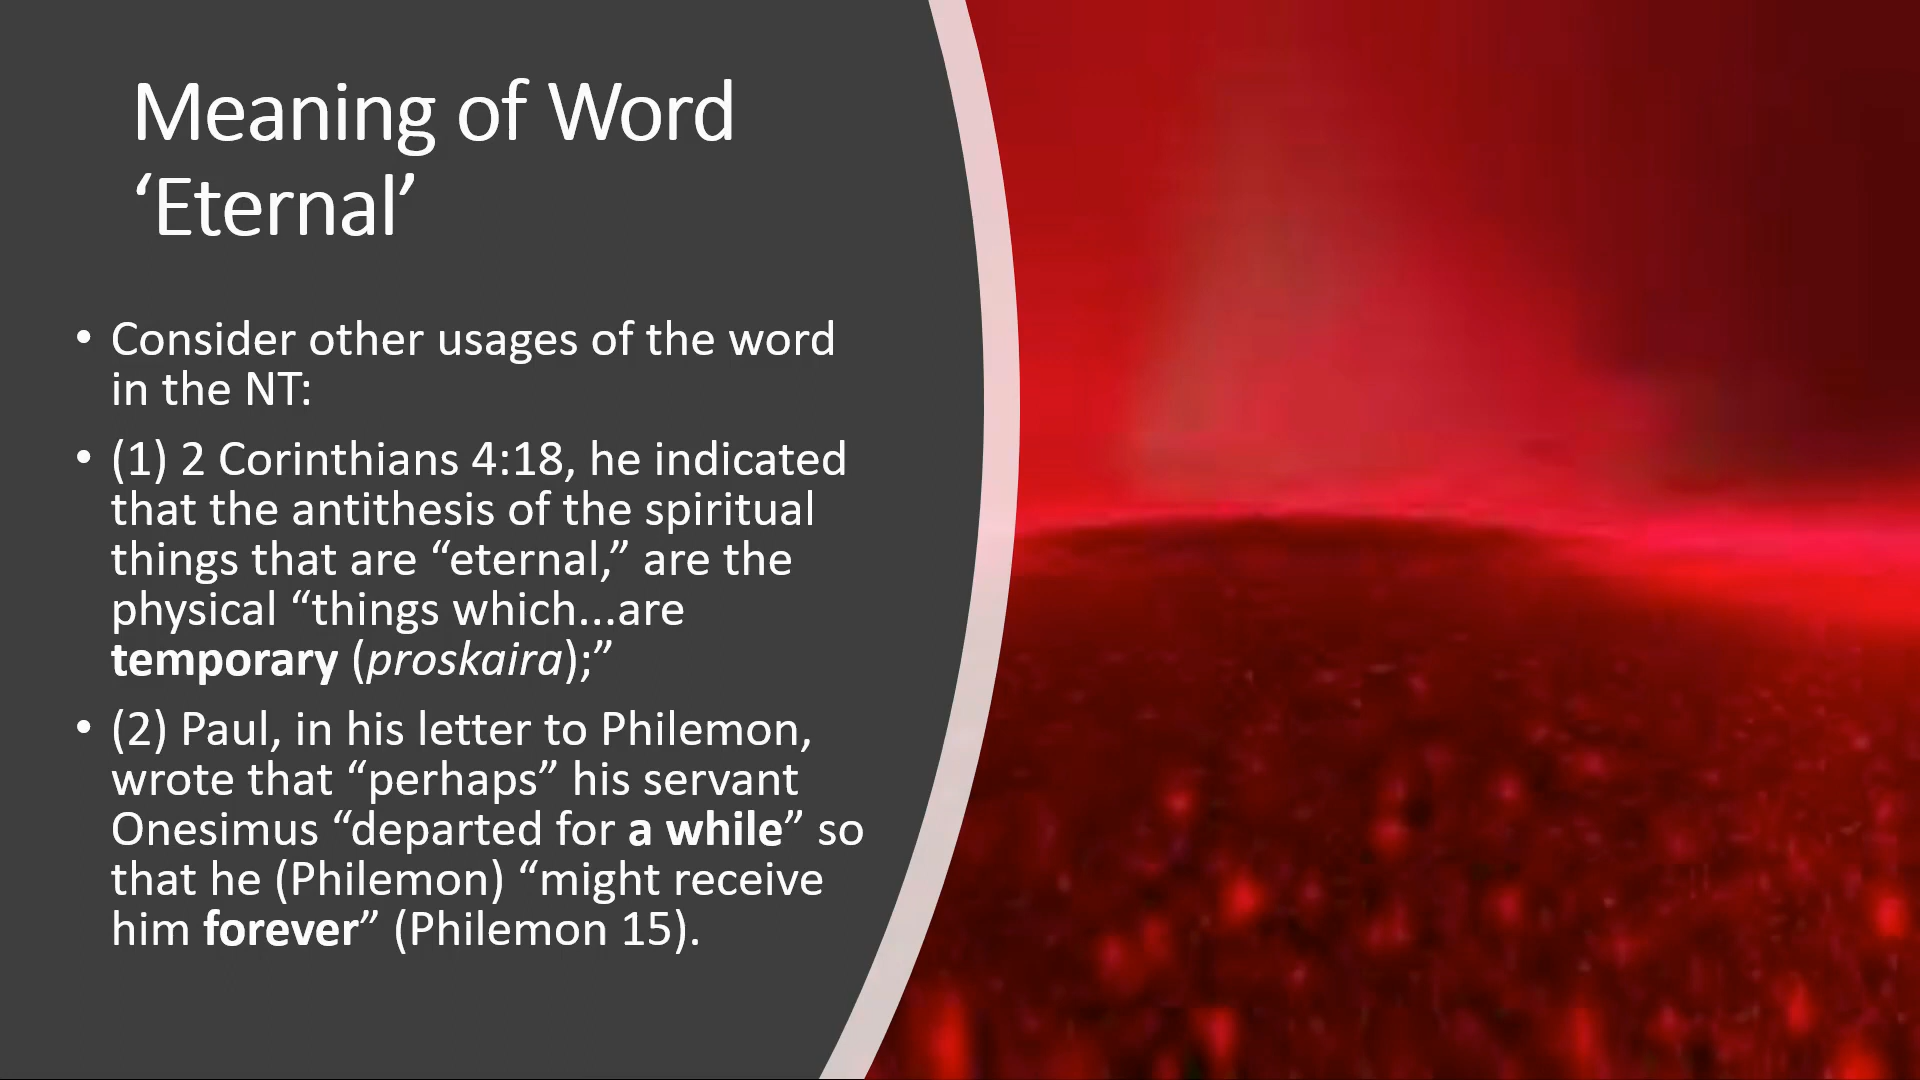 Meaning of Word
‘Eternal’
• Consider other usages of the word
in the NT:
• (1) 2 Corinthians 4:18, he indicated
that the antithesis of the spiritual
things that are “eternal,” are the
physical “things which...are
temporary (proskaira);”
• (2) Paul, in his letter to Philemon,
wrote that “perhaps” his servant
Onesimus “departed for a while” so
that he (Philemon) “might receive
him forever” (Philemon 15).